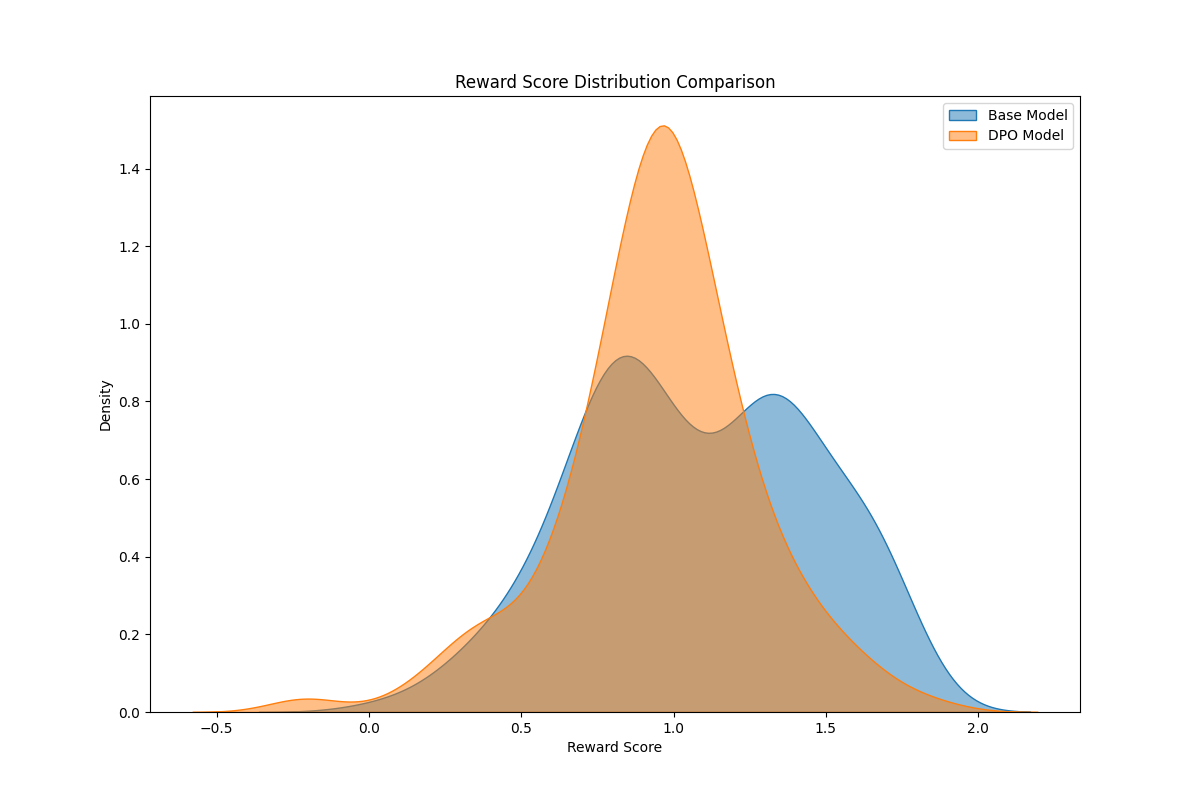 Reward Score Distribution Comparison
Base Model
DPO Model
1.4
1.2
1.0
0.8
0.6
0.4
0.2
0.0
Density
−0.5 0.0 0.5 1.0 1.5 2.0
Reward Score